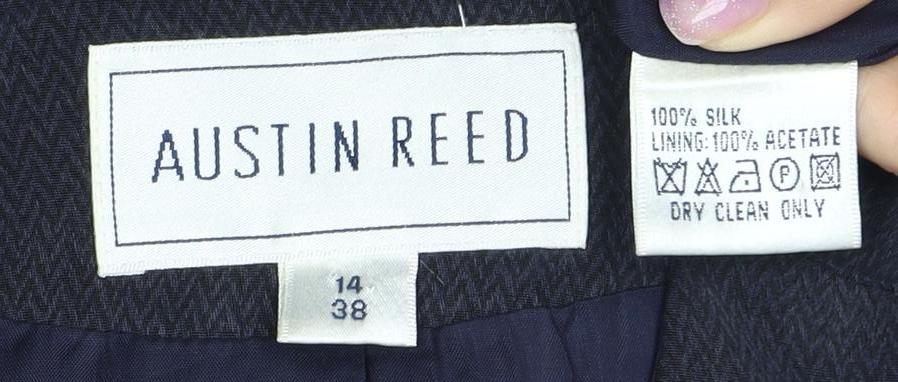 AUSTIN REED
14
38
100% SILK
LINING: 100% ACETATE
P
DRY CLEAN ONLY